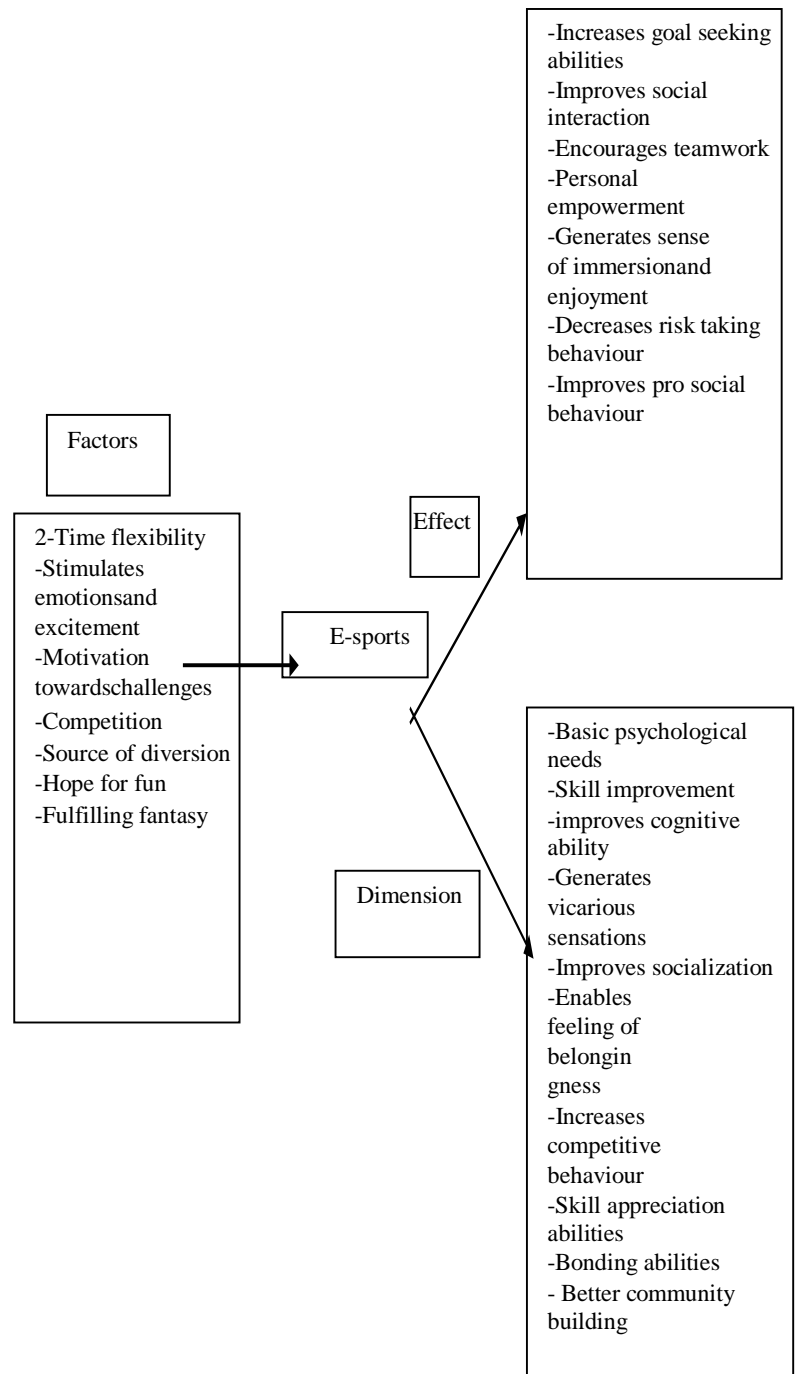 -Increases goal seeking
abilities
-Improves social
interaction
-Encourages teamwork
-Personal
empowerment
-Generates sense
of immersionand
enjoyment
-Decreases risk taking
behaviour
-Improves pro social
behaviour
Factors
2-Time flexibility
-Stimulates
emotionsand
excitement
-Motivation
towardschallenges
-Competition
-Source of diversion
-Hope for fun
-Fulfilling fantasy
E-sports
Effect
Dimension
-Basic psychological
needs
-Skill improvement
-improves cognitive
ability
-Generates
vicarious
sensations
-Improves socialization
-Enables
feeling of
belongin
gness
-Increases
competitive
behaviour
-Skill appreciation
abilities
-Bonding abilities
- Better community
building